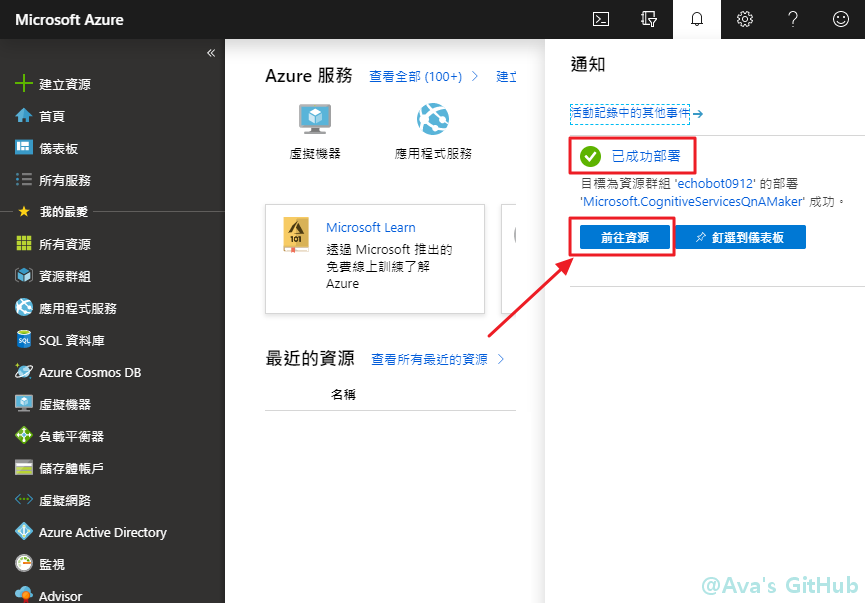 Microsoft Azure
«
建立資源
首頁
儀表板
所有服務
我的最愛
所有資源
資源群組
應用程式服務
SQL 資料庫
Azure Cosmos DB
虛擬機器
負載平衡器
儲存體帳戶
虛擬網路
Azure Active Directory
監視
Advisor
Azure 服務 查看全部 (100+) 建立
虛擬機器 應用程式服務
101
Microsoft Learn
透過 Microsoft 推出的
免費線上訓練了解
Azure
最近的資源 查看所有最近的資源
名稱
通知
活動記錄中的其他事件→
已成功部署
目標為資源群組 'echobot0912' 的部署
'Microsoft.CognitiveServicesQnAMaker' 成功。
前往資源 釘選到儀表板
@Ava's GitHub